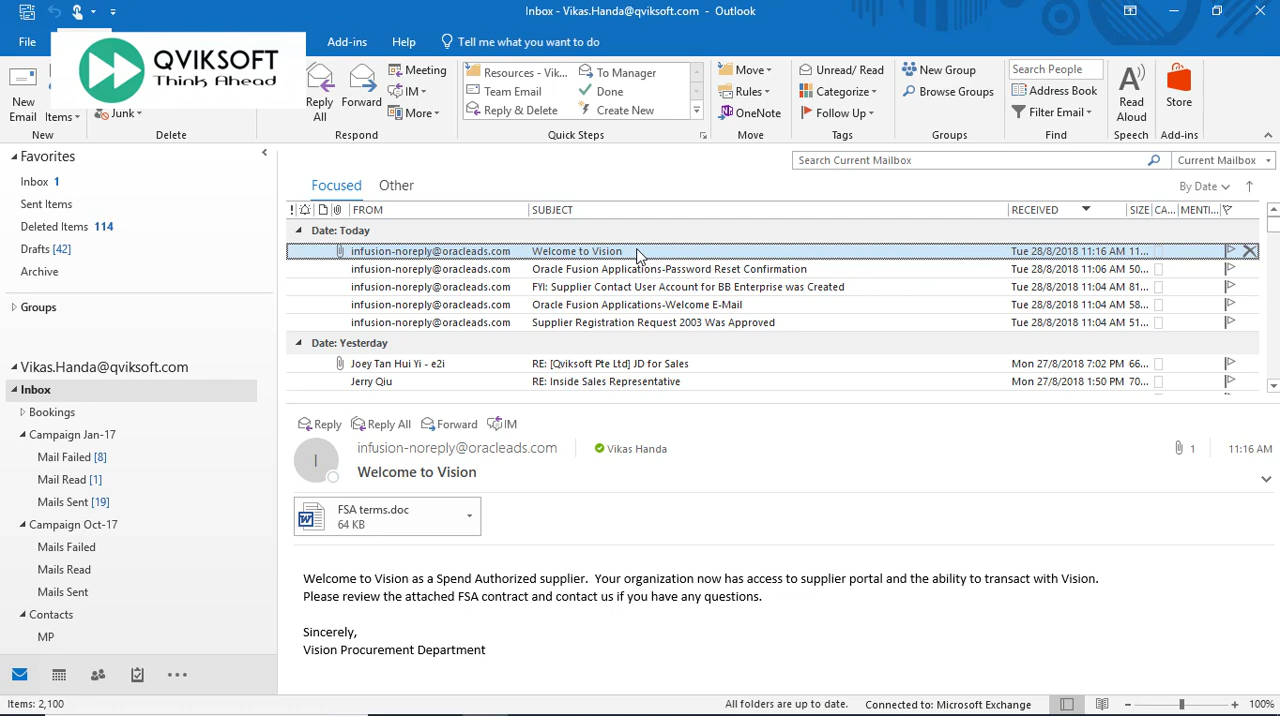 Inbox - Vikas.Handa@qviksoft.com - Outlook
File
Add-ins
Help
Tell me what you want to do
QVIKSOFT
Think Ahead
New
Email
Items
Junk
Reply
All
Forward
Meeting
IM
More
Resources - Vik...
Team Email
Reply & Delete
To Manager
Done
Create New
Move
Rules
OneNote
Unread/ Read
Categorize
Follow Up
New Group
Browse Groups
Search People
Address Book
Filter Email
Read
Aloud
Store
New
Delete
Respond
Quick Steps
Move
Tags
Groups
Find
Speech
Add-ins
Favorites
Inbox 1
Sent Items
Deleted Items 114
Drafts [42]
Archive
Groups
Vikas.Handa@qviksoft.com
Inbox
Bookings
Campaign Jan-17
Mail Failed [8]
Mail Read [1]
Mails Sent [19]
Campaign Oct-17
Mails Failed
Mails Read
Mails Sent
Contacts
MP
Search Current Mailbox
Current Mailbox
Focused
Other
By Date
FROM SUBJECT RECEIVED SIZE CA... MENTI...
Date: Today
infusion-noreply@oracleads.com Welcome to Vision Tue 28/8/2018 11:16 AM 11...
infusion-noreply@oracleads.com Oracle Fusion Applications-Password Reset Confirmation Tue 28/8/2018 11:06 AM 50...
infusion-noreply@oracleads.com FYI: Supplier Contact User Account for BB Enterprise was Created Tue 28/8/2018 11:04 AM 81...
infusion-noreply@oracleads.com Oracle Fusion Applications-Welcome E-Mail Tue 28/8/2018 11:04 AM 58...
infusion-noreply@oracleads.com Supplier Registration Request 2003 Was Approved Tue 28/8/2018 11:04 AM 51...
Date: Yesterday
Joey Tan Hui Yi - e2i RE: [Qviksoft Pte Ltd] JD for Sales Mon 27/8/2018 7:02 PM 66...
Jerry Qiu RE: Inside Sales Representative Mon 27/8/2018 1:50 PM 70...
Reply Reply All Forward IM
I
infusion-noreply@oracleads.com
Vikas Handa
1
11:16 AM
Welcome to Vision
FSA terms.doc
64 KB
Welcome to Vision as a Spend Authorized supplier. Your organization now has access to supplier portal and the ability to transact with Vision.
Please review the attached FSA contract and contact us if you have any questions.
Sincerely,
Vision Procurement Department
Items: 2,100
All folders are up to date.
Connected to: Microsoft Exchange
100%